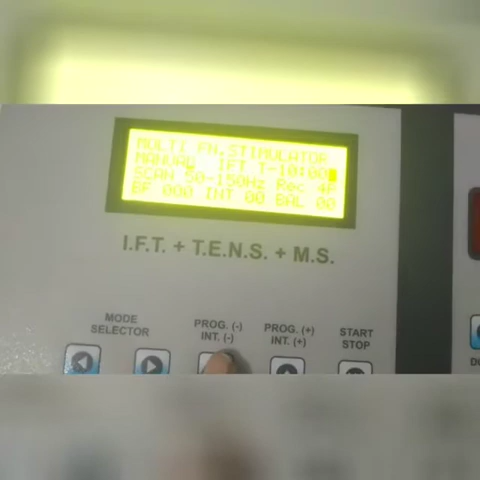 MULTI FN.STIMULATOR
MANUAL IFT T-10:00
SCAN 50-150Hz Rec 4P
BF 000 INT 00 BAL 00
I.F.T. + T.E.N.S. + M.S.
MODE
SELECTOR
PROG. (-)
INT. (-)
PROG. (+)
INT. (+)
START
STOP